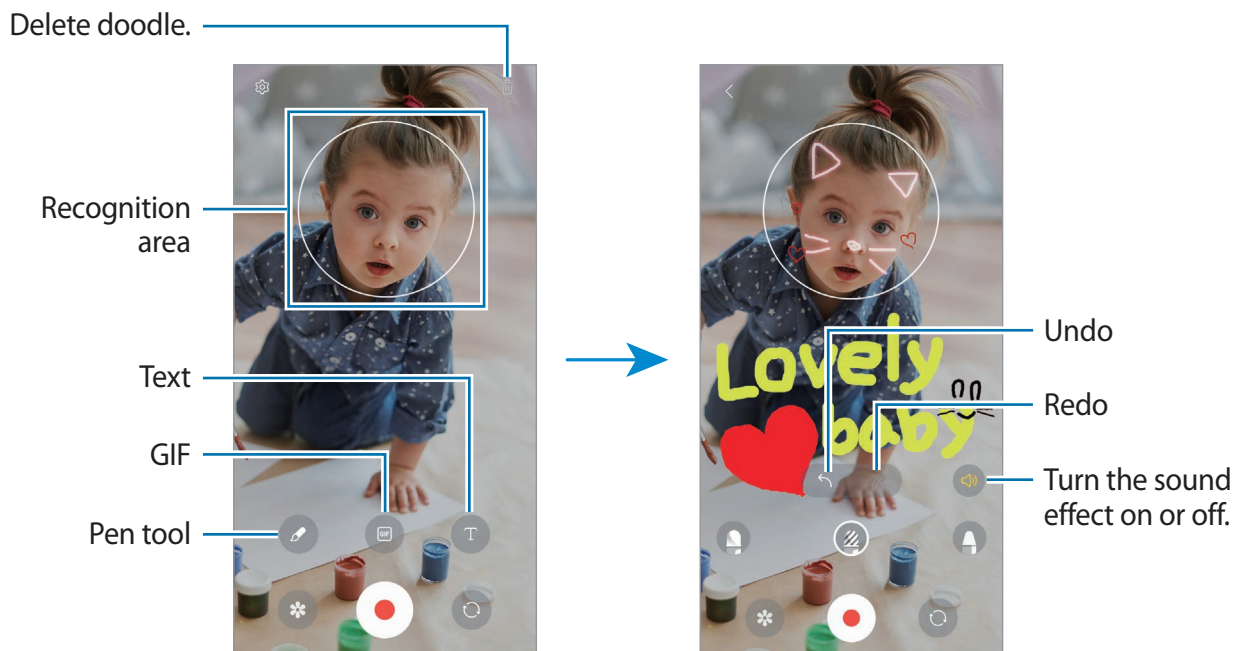 Delete doodle.
Recognition
area
Text
GIF
Pen tool
GIF
T
Lovely
baby
Undo
Redo
Turn the sound
effect on or off.